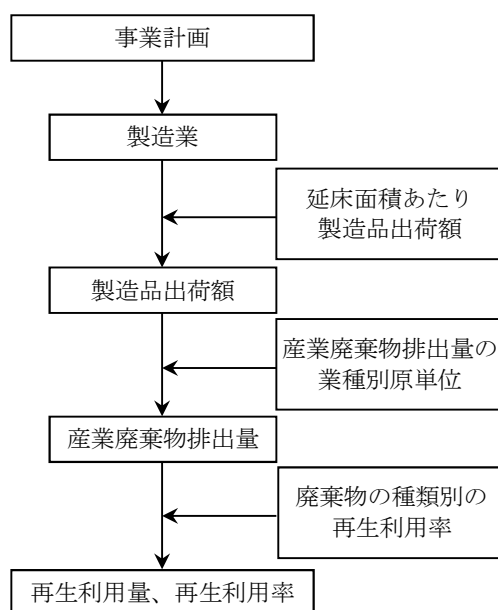 事業計画
製造業
延床面積あたり
製造品出荷額
製造品出荷額
産業廃棄物排出量の
業種別原単位
産業廃棄物排出量
廃棄物の種類別の
再生利用率
再生利用量、再生利用率